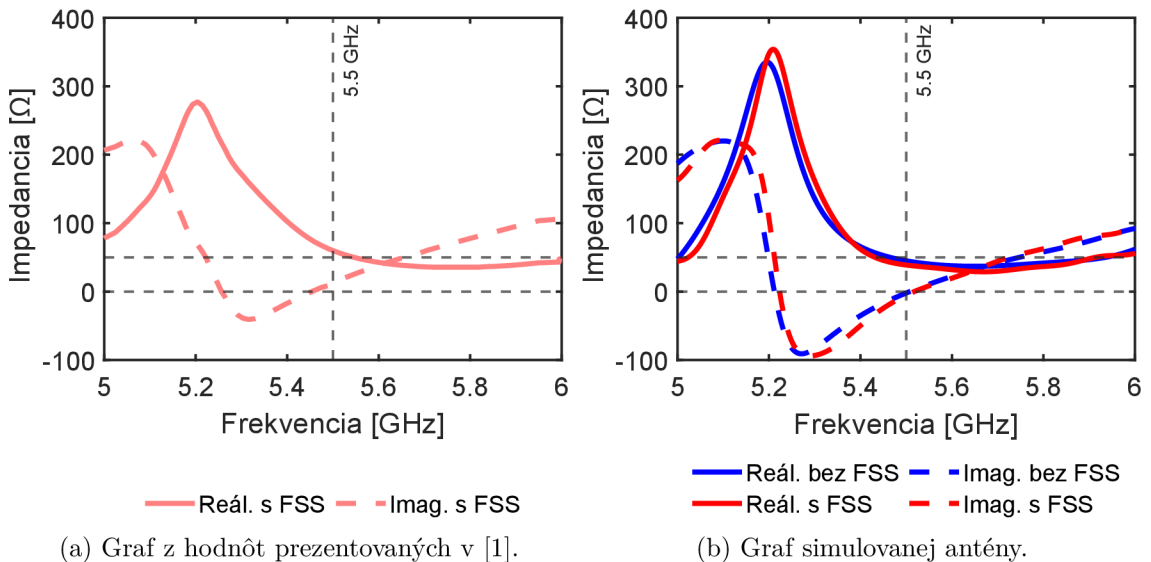 400
300
200
100
0
-100
5
5.2
5.4
5.6
5.8
6
Impedancia [Ω]
Frekvencia [GHz]
5.5 GHz
Reál. s FSS
Imag. s FSS
(a) Graf z hodnôt prezentovaných v [1].
400
300
200
100
0
-100
5
5.2
5.4
5.6
5.8
6
Impedancia [Ω]
Frekvencia [GHz]
5.5 GHz
Reál. bez FSS
Imag. bez FSS
Reál. s FSS
Imag. s FSS
(b) Graf simulovanej antény.